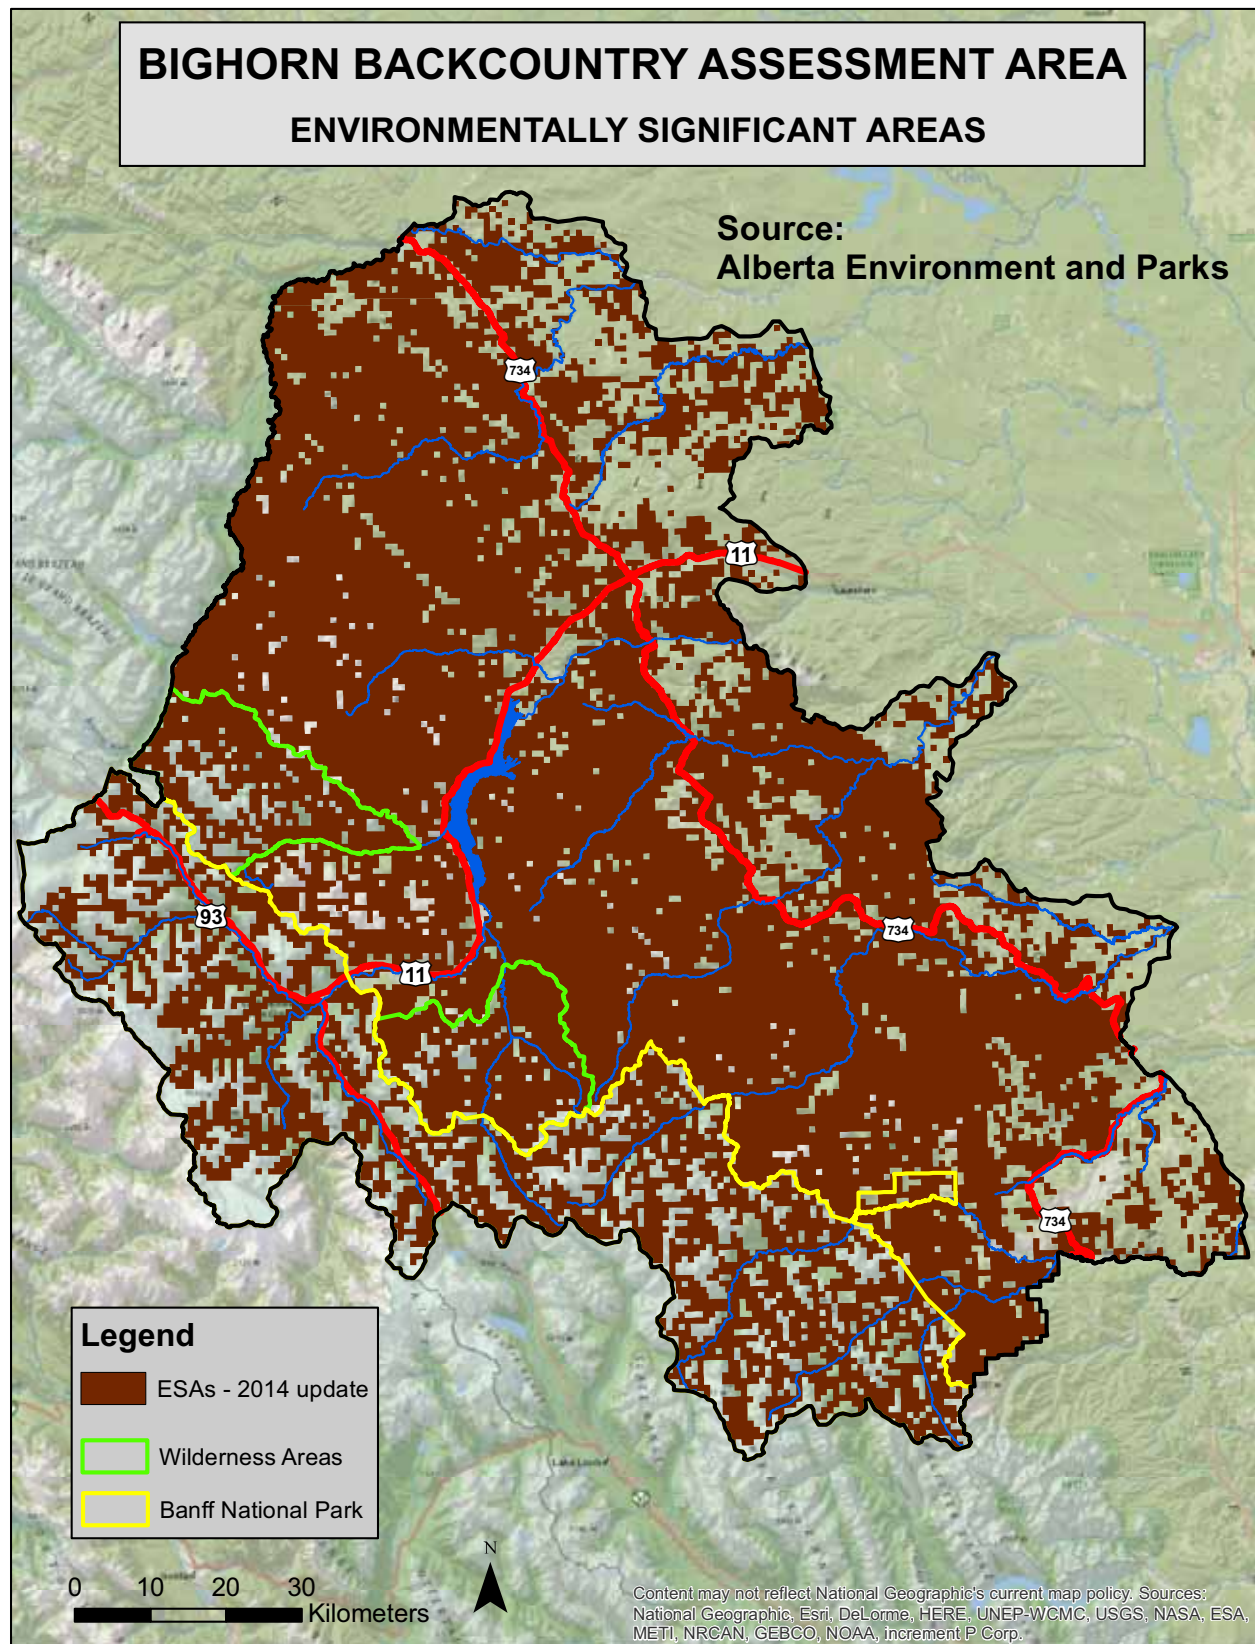 BIGHORN BACKCOUNTRY ASSESSMENT AREA
ENVIRONMENTALLY SIGNIFICANT AREAS
Source:
Alberta Environment and Parks
734
11
93
11
734
734
Legend
ESAs - 2014 update
Wilderness Areas
Banff National Park
0 10 20 30
Kilometers
N
Content may not reflect National Geographic's current map policy. Sources:
National Geographic, Esri, DeLorme, HERE, UNEP-WCMC, USGS, NASA, ESA,
METI, NRCAN, GEBCO, NOAA, increment P Corp.